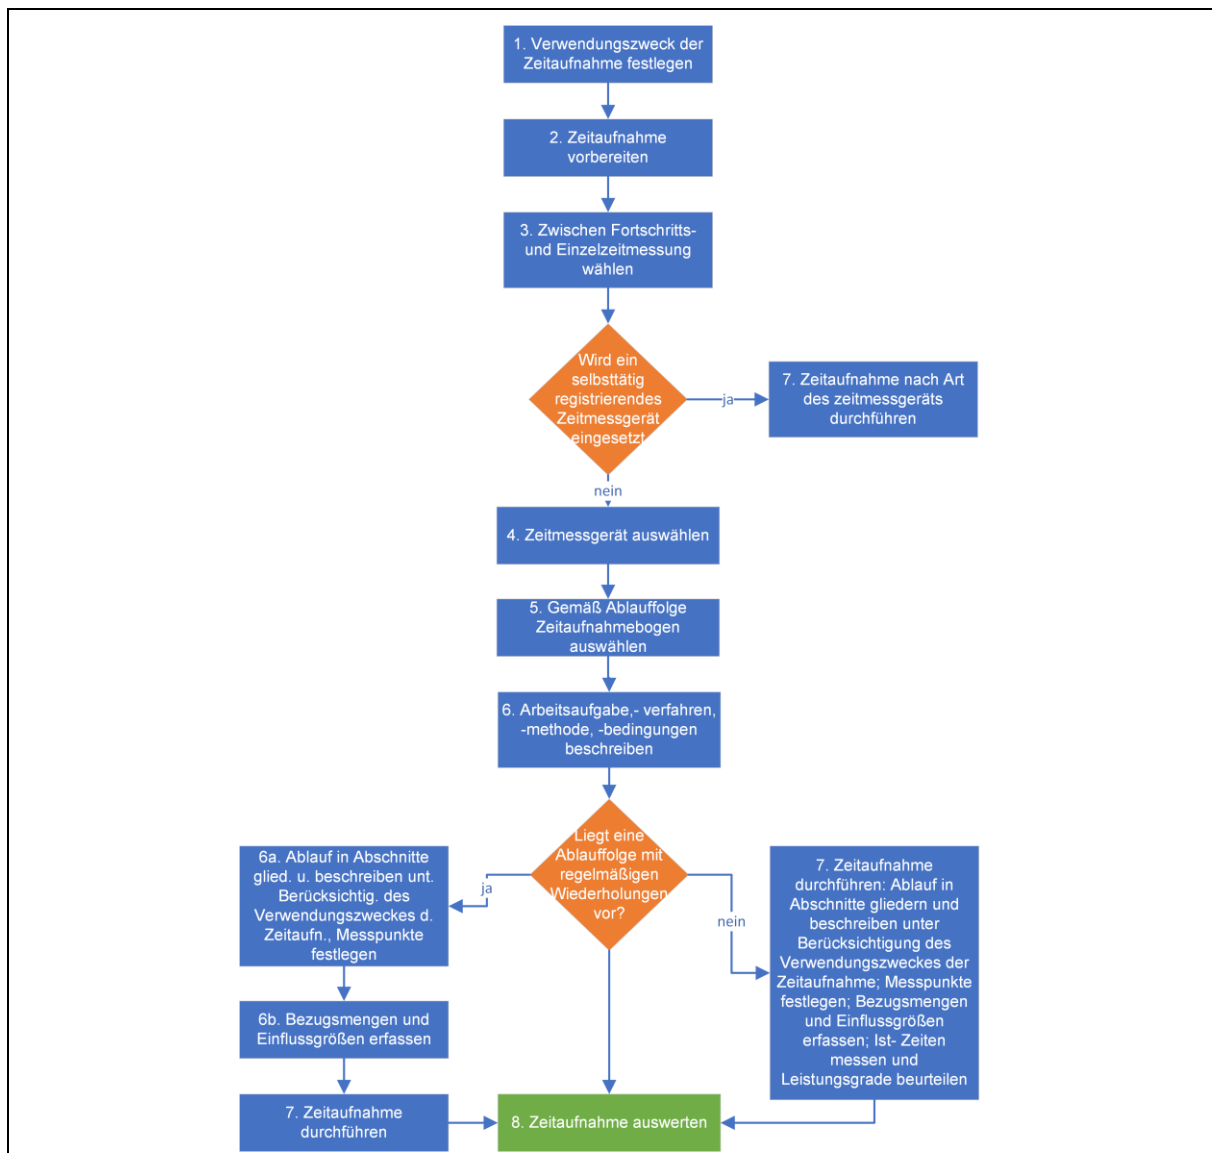 1. Verwendungszweck der
Zeitaufnahme festlegen
2. Zeitaufnahme
vorbereiten
3. Zwischen Fortschritts-
und Einzelzeitmessung
wählen
Wird ein
selbsttätig
registrierendes
Zeitmessgerät
eingesetzt
ja
7. Zeitaufnahme nach Art
des zeitmessgeräts
durchführen
nein
4. Zeitmessgerät auswählen
5. Gemäß Ablauffolge
Zeitaufnahmebogen
auswählen
6. Arbeitsaufgabe,- verfahren,
-methode, -bedingungen
beschreiben
Liegt eine
Ablauffolge mit
regelmäßigen
Wiederholungen
vor?
ja
6a. Ablauf in Abschnitte
glied. u. beschreiben unt.
Berücksichtig. des
Verwendungszweckes d.
Zeitaufn., Messpunkte
festlegen
6b. Bezugsmengen und
Einflussgrößen erfassen
7. Zeitaufnahme
durchführen
nein
7. Zeitaufnahme
durchführen: Ablauf in
Abschnitte gliedern und
beschreiben unter
Berücksichtigung des
Verwendungszweckes der
Zeitaufnahme; Messpunkte
festlegen; Bezugsmengen
und Einflussgrößen
erfassen; Ist- Zeiten
messen und
Leistungsgrade beurteilen
8. Zeitaufnahme auswerten